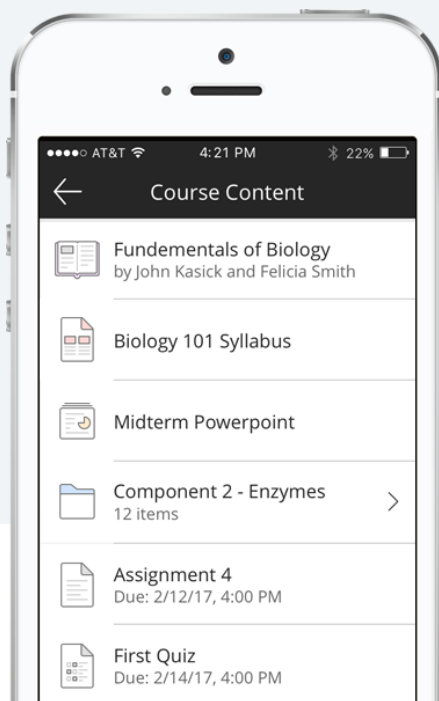 AT&T 4:21 PM 22%
Course Content
Fundementals of Biology
by John Kasick and Felicia Smith
Biology 101 Syllabus
Midterm Powerpoint
Component 2 - Enzymes
12 items
Assignment 4
Due: 2/12/17, 4:00 PM
First Quiz
Due: 2/14/17, 4:00 PM